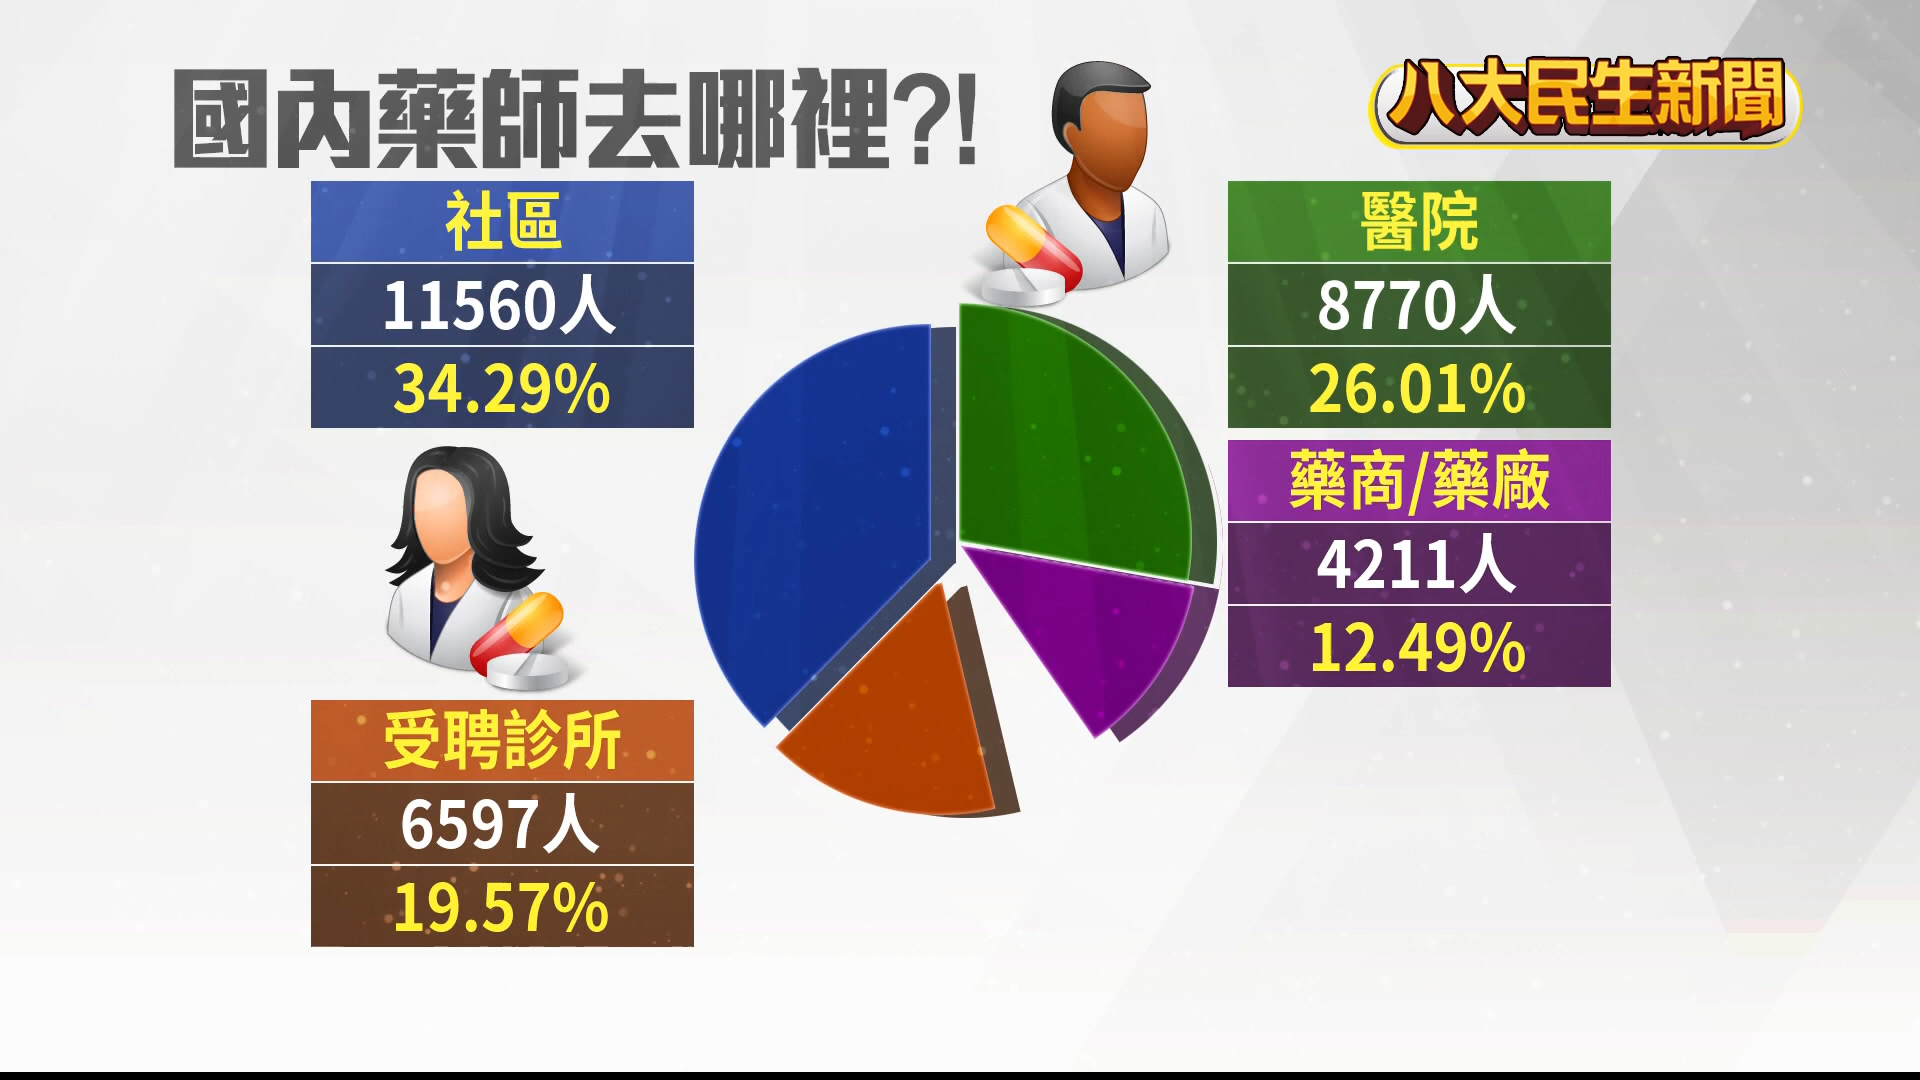 國內藥師去哪裡?!
八大民生新聞
社區
11560人
34.29%
醫院
8770人
26.01%
藥商/藥廠
4211人
12.49%
受聘診所
6597人
19.57%